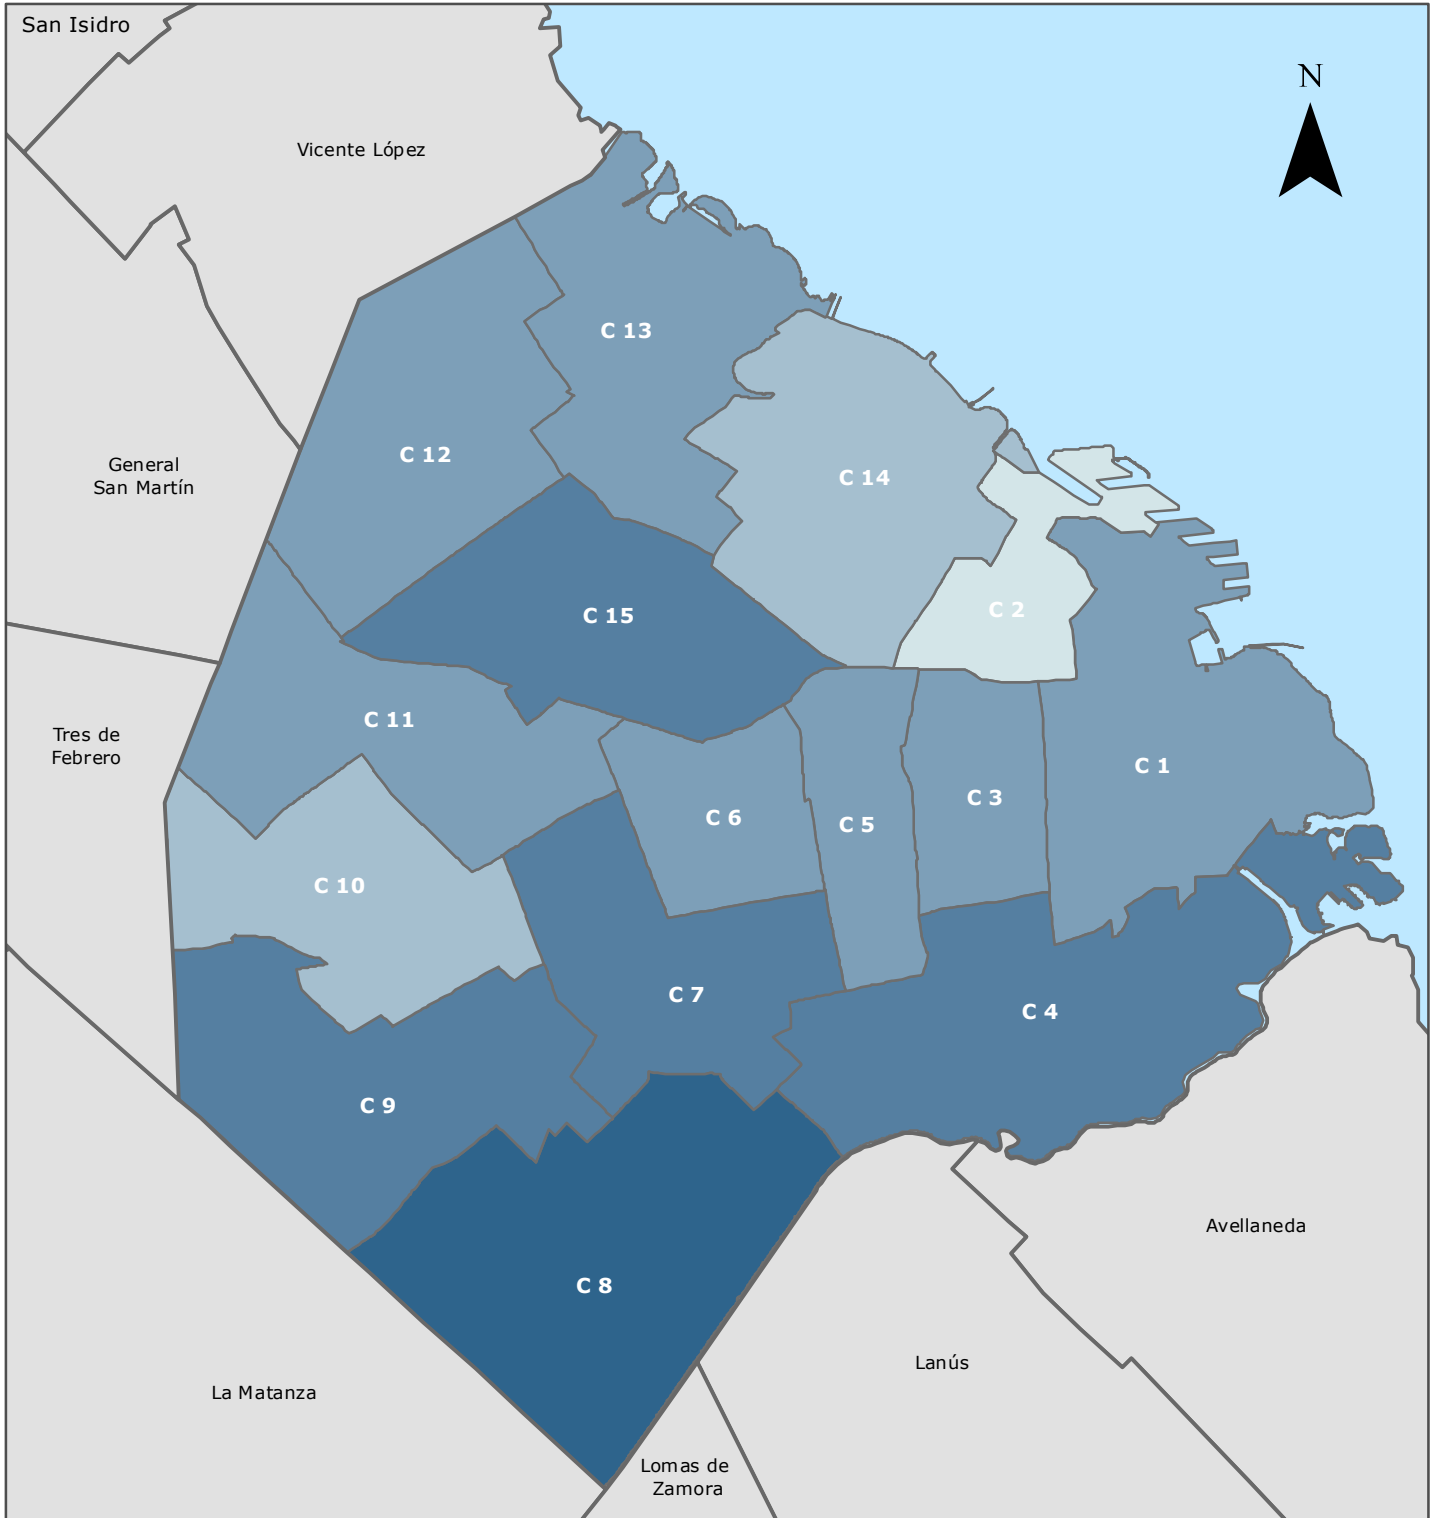 San Isidro
N
Vicente López
C 13
C 12
General
San Martín
C 14
C 2
C 15
C 11
Tres de
Febrero
C 1
C 3
C 6
C 5
C 10
C 7
C 4
C 9
Avellaneda
C 8
Lanús
La Matanza
Lomas de
Zamora